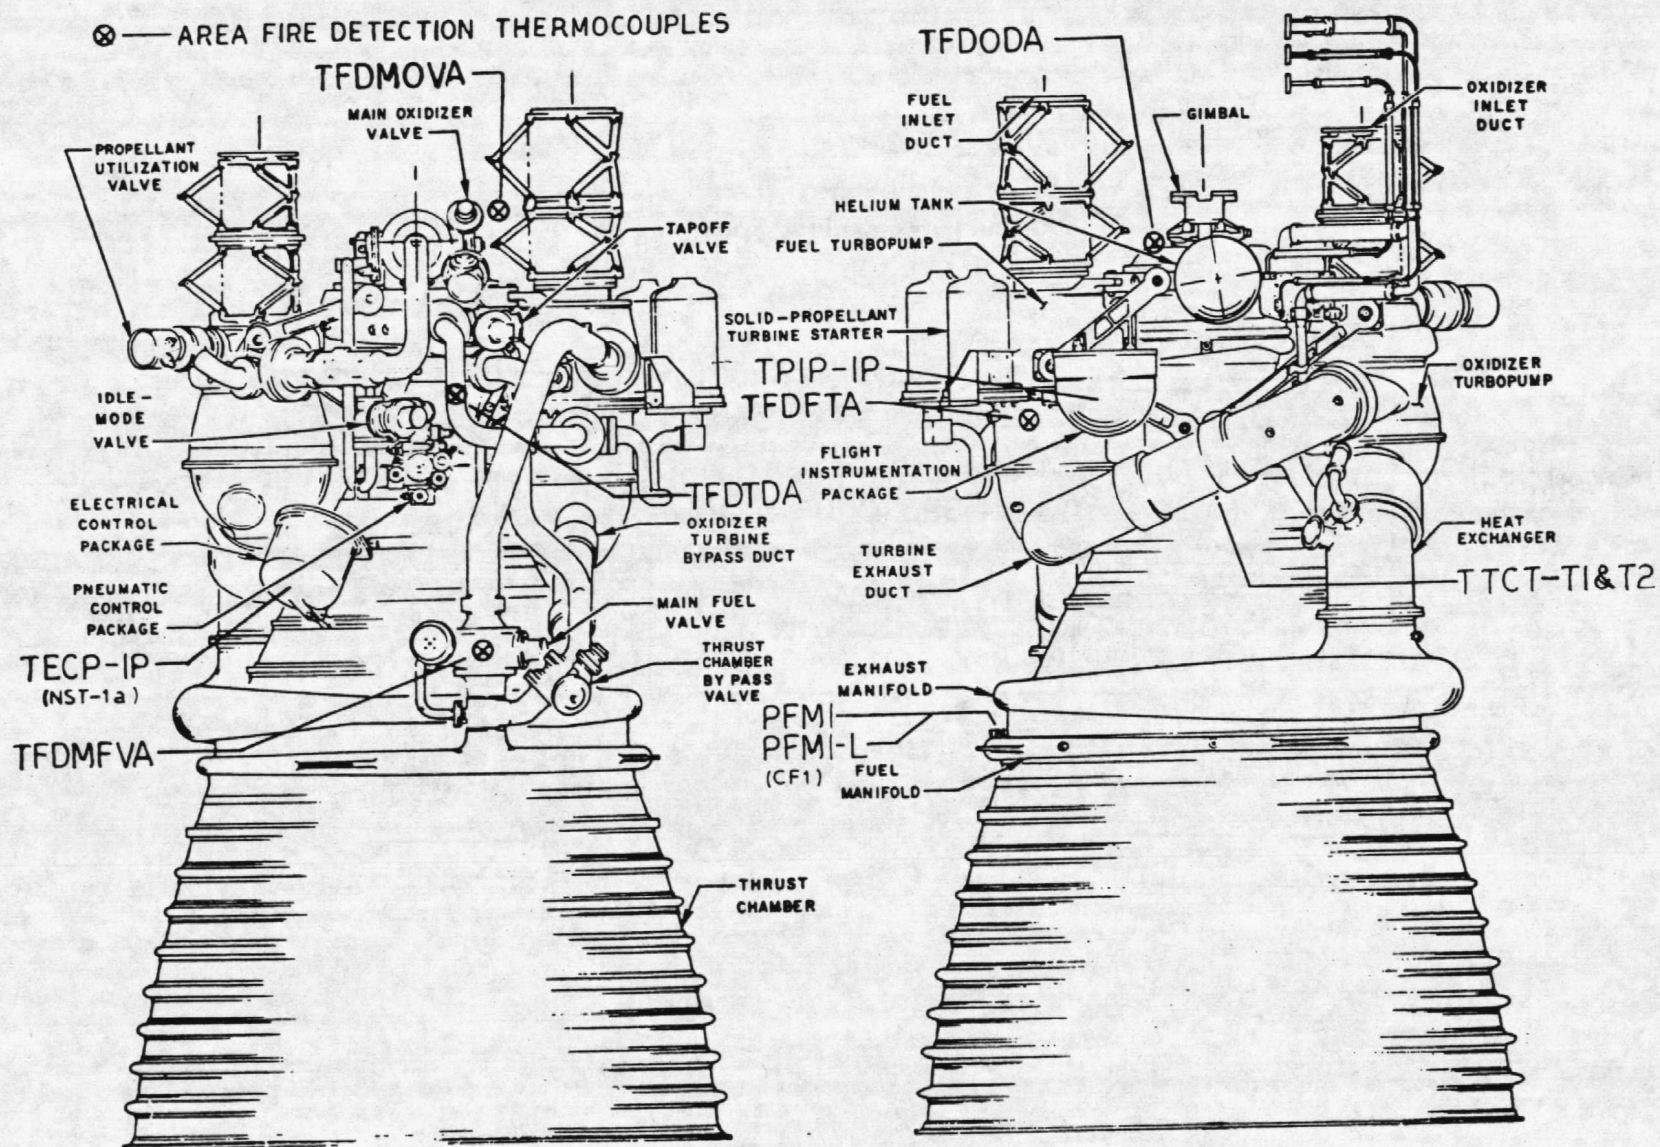 ⊗ — AREA FIRE DETECTION THERMOCOUPLES
TFDMOVA
MAIN OXIDIZER
VALVE
PROPELLANT
UTILIZATION
VALVE
TAPOFF
VALVE
IDLE-
MODE
VALVE
ELECTRICAL
CONTROL
PACKAGE
PNEUMATIC
CONTROL
PACKAGE
TECP-IP
(NST-1a)
TFDMFVA
TFDTDA
OXIDIZER
TURBINE
BYPASS DUCT
MAIN FUEL
VALVE
THRUST
CHAMBER
BY PASS
VALVE
THRUST
CHAMBER
TFDODA
FUEL
INLET
DUCT
GIMBAL
OXIDIZER
INLET
DUCT
HELIUM TANK
FUEL TURBOPUMP
SOLID-PROPELLANT
TURBINE STARTER
TPIP-IP
TFDFTA
FLIGHT
INSTRUMENTATION
PACKAGE
OXIDIZER
TURBOPUMP
TURBINE
EXHAUST
DUCT
HEAT
EXCHANGER
TTCT-T1&T2
EXHAUST
MANIFOLD
PFMI
PFMI-L
(CF1)
FUEL
MANIFOLD